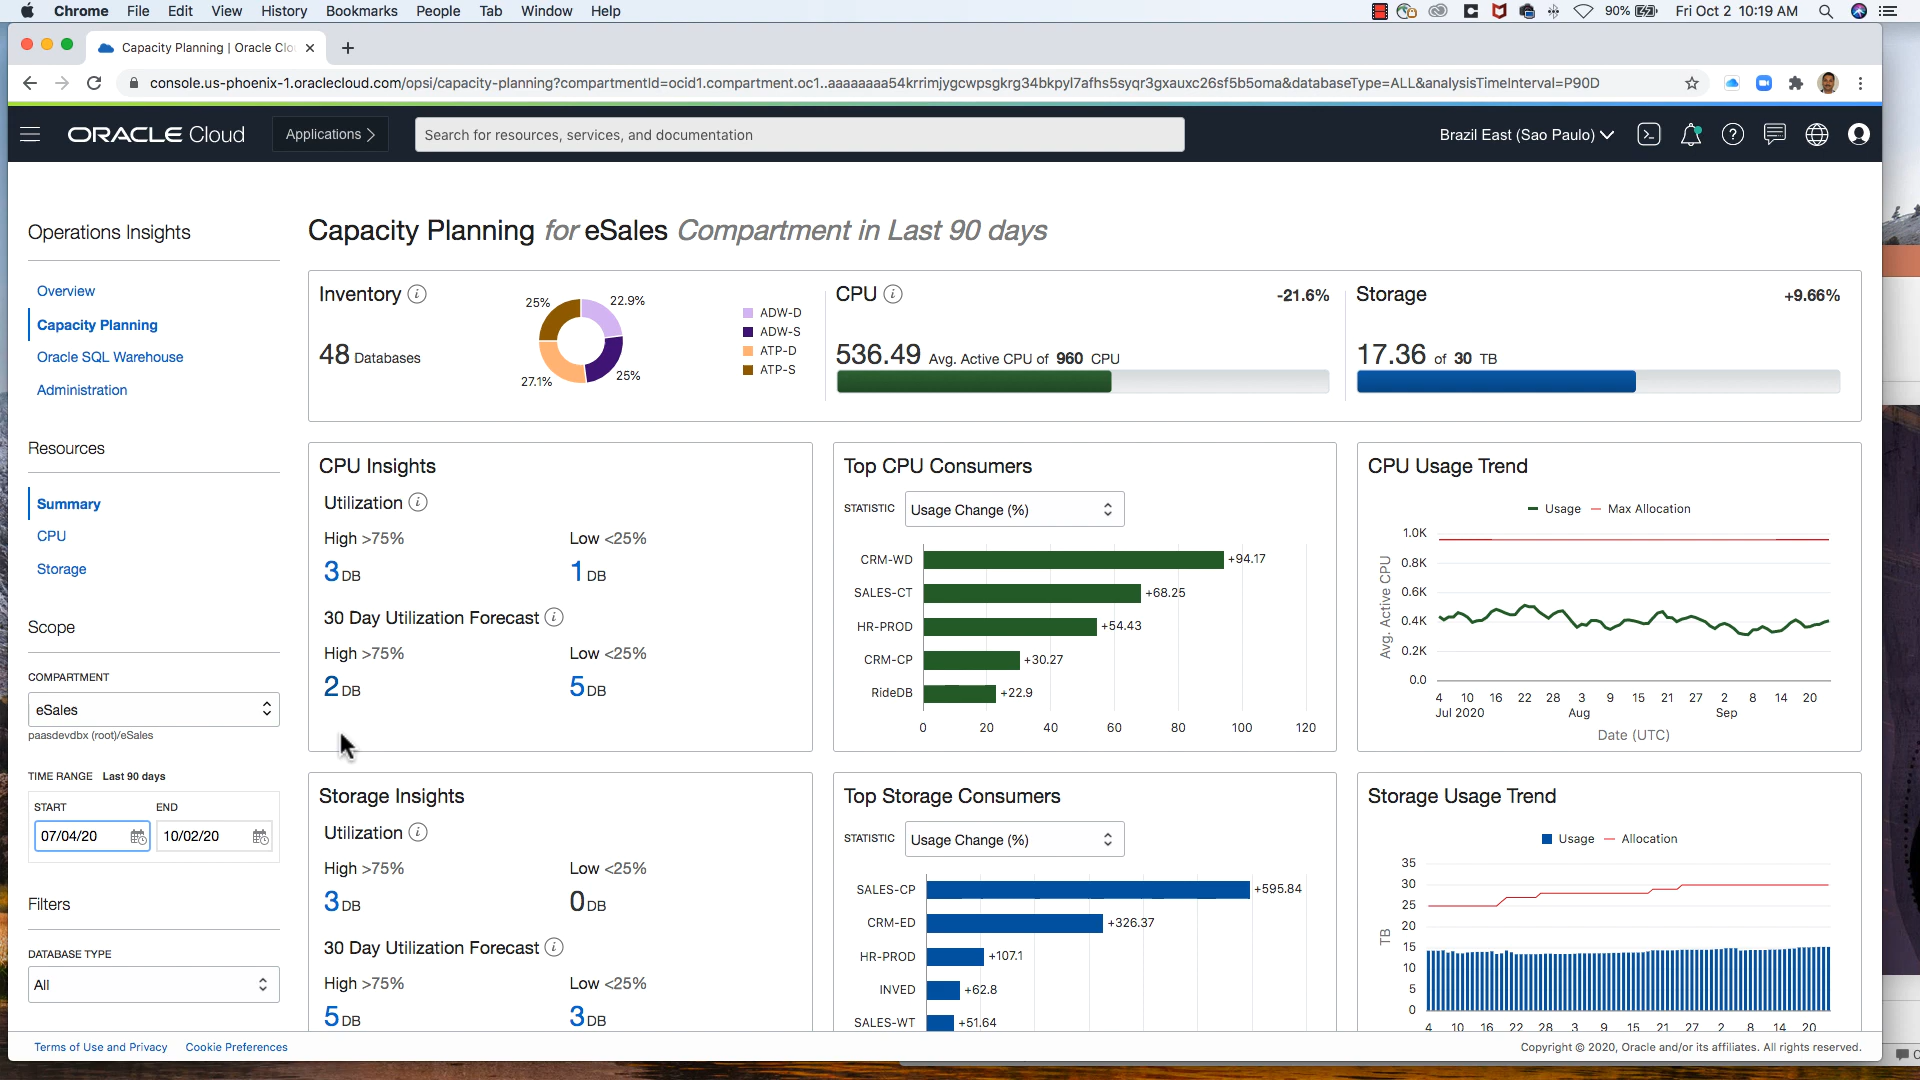 Chrome File Edit View History Bookmarks People Tab Window Help 90% Fri Oct 2 10:19 AM
Capacity Planning | Oracle Clo
console.us-phoenix-1.oraclecloud.com/opsi/capacity-planning?compartmentId=ocid1.compartment.oc1..aaaaaaaa54krrimjygcwpsgkrg34bkpyl7afhs5syqr3gxauxc26sf5b5oma&databaseType=ALL&analysisTimeInterval=P90D
ORACLE Cloud Applications Search for resources, services, and documentation Brazil East (Sao Paulo)
Operations Insights
Overview
Capacity Planning
Oracle SQL Warehouse
Administration
Resources
Summary
CPU
Storage
Scope
COMPARTMENT
eSales
paasdevdbx (root)/eSales
TIME RANGE Last 90 days
START END
07/04/20 10/02/20
Filters
DATABASE TYPE
All
Capacity Planning for eSales Compartment in Last 90 days
Inventory
48 Databases
25% 22.9%
27.1% 25%
ADW-D
ADW-S
ATP-D
ATP-S
CPU -21.6%
536.49 Avg. Active CPU of 960 CPU
Storage +9.66%
17.36 of 30 TB
CPU Insights
Utilization
High >75% Low <25%
3 DB 1 DB
30 Day Utilization Forecast
High >75% Low <25%
2 DB 5 DB
Top CPU Consumers
STATISTIC Usage Change (%)
CRM-WD +94.17
SALES-CT +68.25
HR-PROD +54.43
CRM-CP +30.27
RideDB +22.9
0 20 40 60 80 100 120
CPU Usage Trend
Usage Max Allocation
Avg. Active CPU
1.0K
0.8K
0.6K
0.4K
0.2K
0.0
4 10 16 22 28 3 9 15 21 27 2 8 14 20
Jul 2020 Aug Sep
Date (UTC)
Storage Insights
Utilization
High >75% Low <25%
3 DB 0 DB
30 Day Utilization Forecast
High >75% Low <25%
5 DB 3 DB
Top Storage Consumers
STATISTIC Usage Change (%)
SALES-CP +595.84
CRM-ED +326.37
HR-PROD +107.1
INVED +62.8
SALES-WT +51.64
Storage Usage Trend
Usage Allocation
TB
35
30
25
20
15
10
5
0
4 10 16 22 28 3 9 15 21 27 2 8 14 20
Terms of Use and Privacy Cookie Preferences
Copyright © 2020, Oracle and/or its affiliates. All rights reserved.